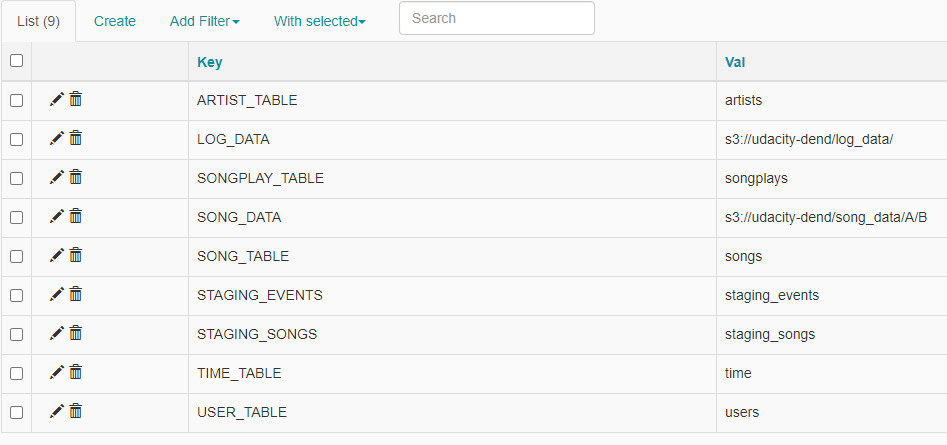 List (9) Create Add Filter With selected Search
Key Val
ARTIST_TABLE artists
LOG_DATA s3://udacity-dend/log_data/
SONGPLAY_TABLE songplays
SONG_DATA s3://udacity-dend/song_data/A/B
SONG_TABLE songs
STAGING_EVENTS staging_events
STAGING_SONGS staging_songs
TIME_TABLE time
USER_TABLE users